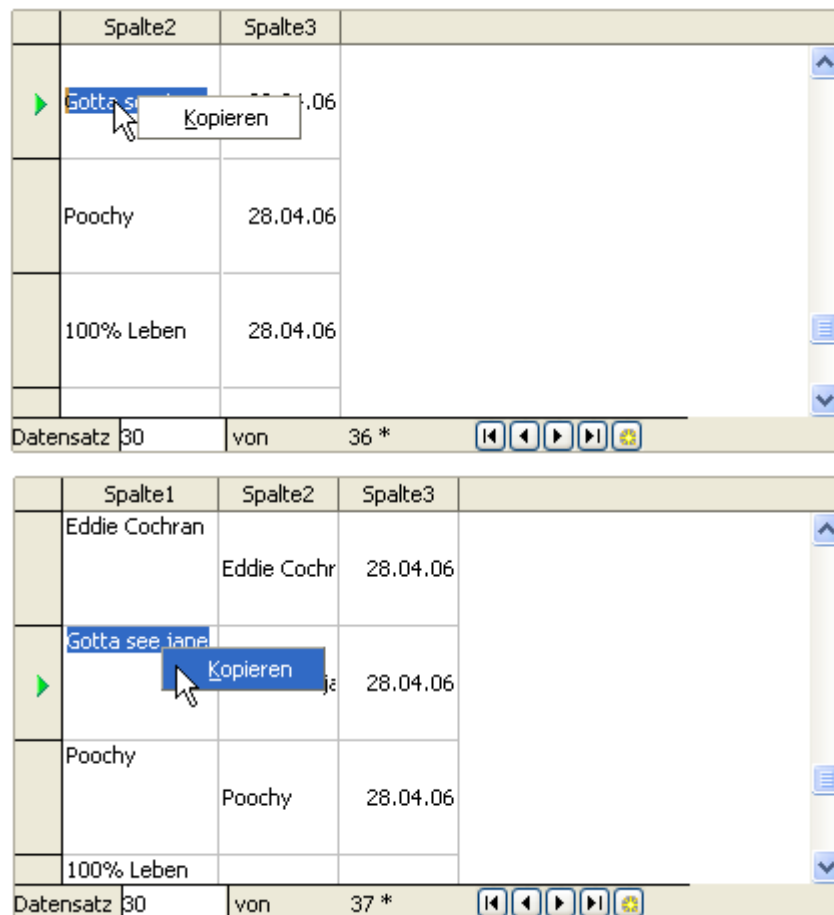 Spalte2 Spalte3
Gotta .06
Kopieren
Poochy 28.04.06
100% Leben 28.04.06
Datensatz 30 von 36 *
Spalte1 Spalte2 Spalte3
Eddie Cochran
Eddie Cochr 28.04.06
Gotta see jane
Kopieren
ja 28.04.06
Poochy
Poochy 28.04.06
100% Leben
Datensatz 30 von 37 *